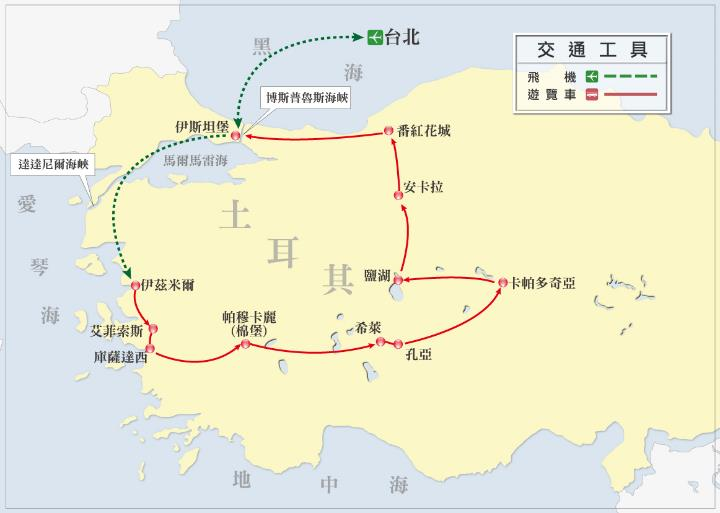 台北
交通工具
飛機
遊覽車
黑
海
博斯普魯斯海峽
伊斯坦堡
番紅花城
馬爾馬雷海
達達尼爾海峽
安卡拉
愛
琴
海
土
耳
其
鹽湖
卡帕多奇亞
伊茲米爾
艾菲索斯
庫薩達西
帕穆卡麗
(棉堡)
希萊
孔亞
地中海